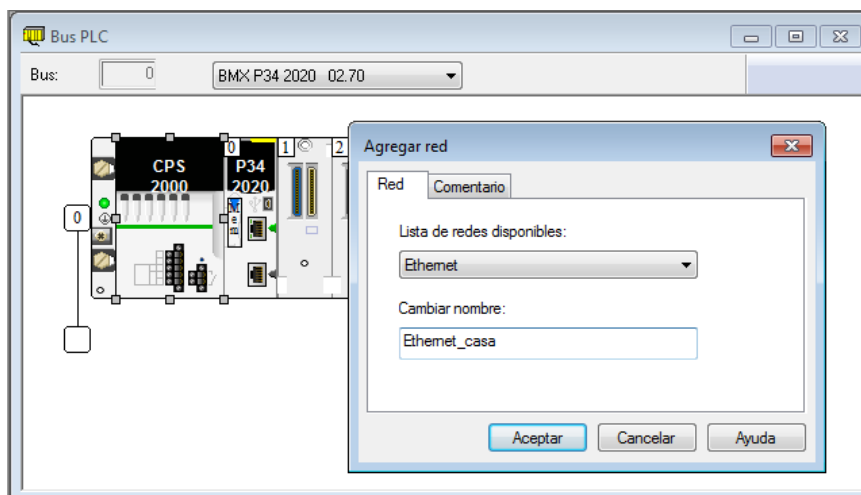 Bus PLC
Bus: 0 BMX P34 2020 02.70
CPS
2000
0
P34
2020
Mem
1
2
0
Agregar red
Red Comentario
Lista de redes disponibles:
Ethernet
Cambiar nombre:
Ethernet_casa
Aceptar Cancelar Ayuda